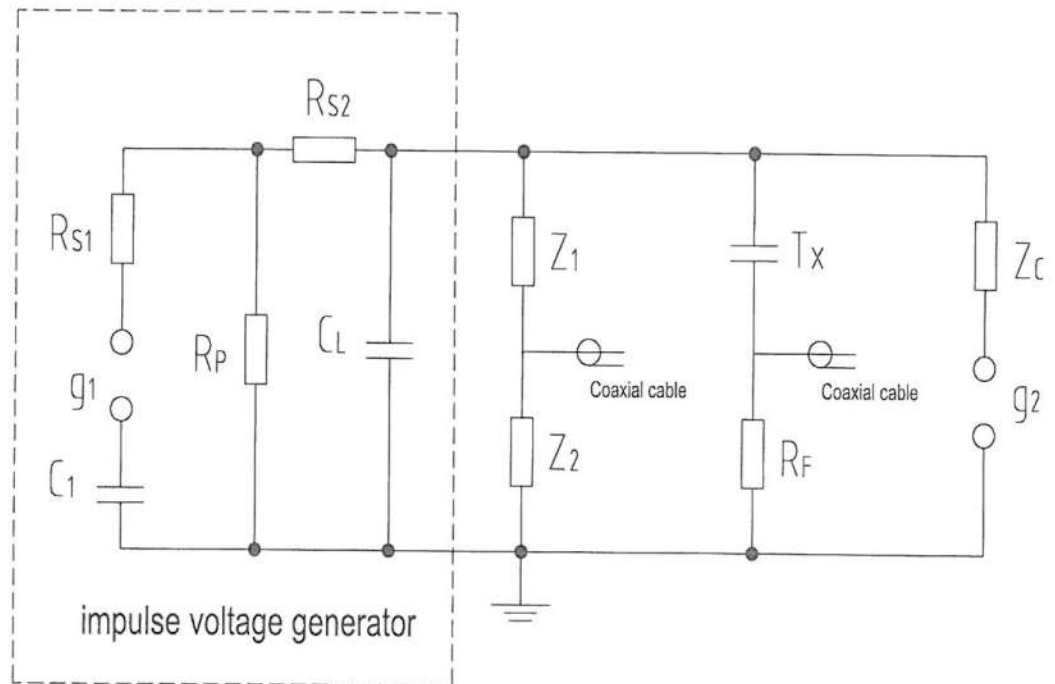 RS2
RS1
g1
C1
RP
CL
Z1
Z2
Coaxial cable
TX
RF
Coaxial cable
ZC
g2
impulse voltage generator